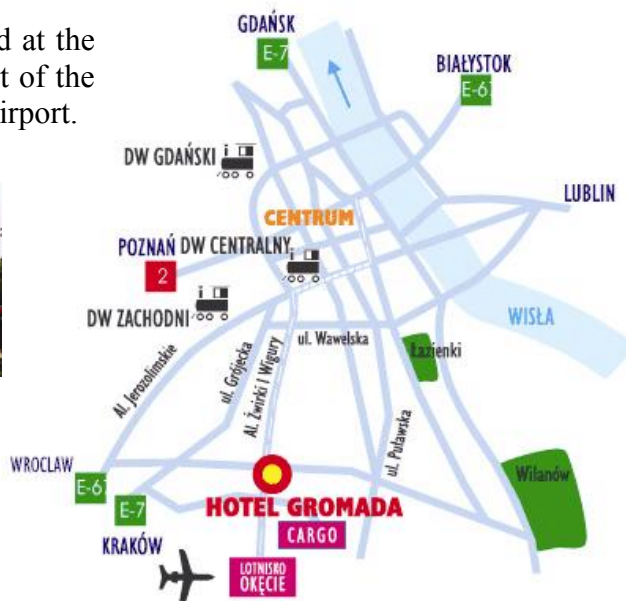 d at the
t of the
irport.
GDAŃSK
E-7
BIAŁYSTOK
E-67
DW GDAŃSKI
LUBLIN
CENTRUM
POZNAŃ
DW CENTRALNY
2
DW ZACHODNI
WISŁA
ul. Wawelska
Łazienki
Al. Jerozolimskie
ul. Grójecka
Al. Żwirki I Wigury
ul. Puławska
WROCLAW
E-67
Wilanów
E-7
HOTEL GROMADA
CARGO
KRAKÓW
LOTNISKO
OKĘCIE